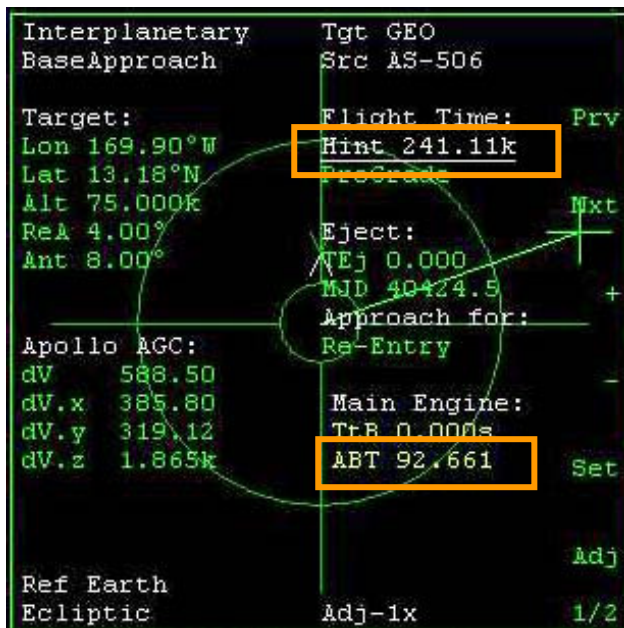 Interplanetary
BaseApproach
Tgt GEO
Src AS-506
Target:
Lon 169.90°W
Lat 13.18°N
Alt 75.000k
ReA 4.00°
Ant 8.00°
Flight Time:
Hint 241.11k
ProGrade
Eject:
TEj 0.000
MJD 40424.5
Approach for:
Re-Entry
Apollo AGC:
dV 588.50
dV.x 385.80
dV.y 319.12
dV.z 1.865k
Main Engine:
TtB 0.000s
ABT 92.661
Ref Earth
Ecliptic
Adj-1x
Prv
Nxt
+
-
Set
Adj
1/2